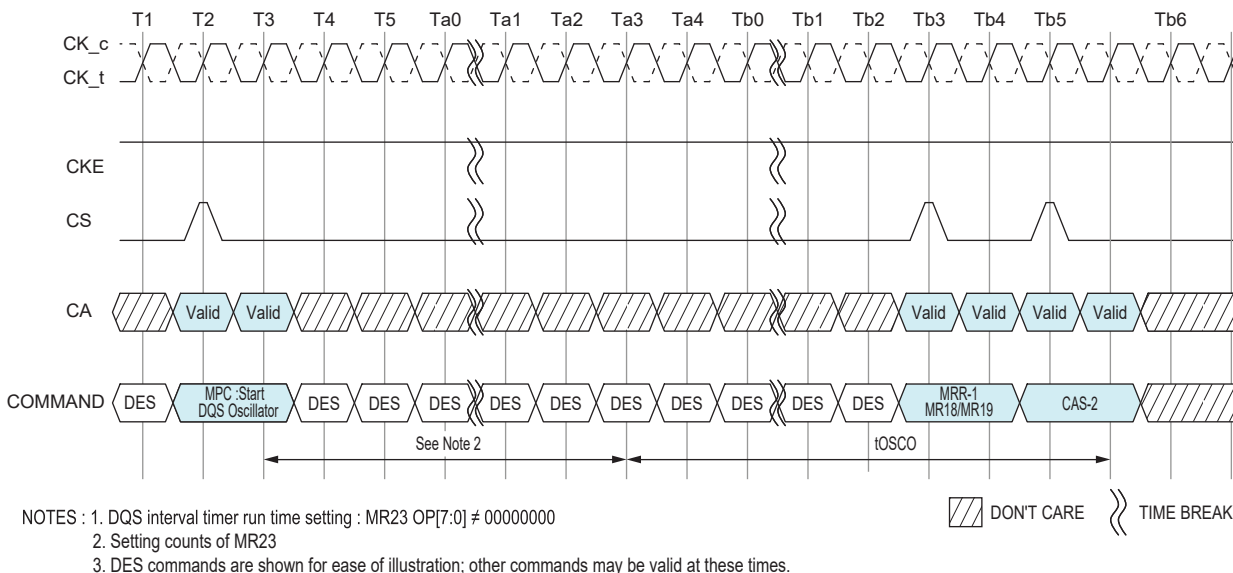 T1 T2 T3 T4 T5 Ta0 Ta1 Ta2 Ta3 Ta4 Tb0 Tb1 Tb2 Tb3 Tb4 Tb5 Tb6
CK_c
CK_t
CKE
CS
CA Valid Valid Valid Valid Valid Valid
COMMAND DES MPC :Start DES DES DES DES DES DES DES DES DES DES MRR-1 CAS-2
DQS Oscillator MR18/MR19
See Note 2 tOSCO
NOTES : 1. DQS interval timer run time setting : MR23 OP[7:0] ≠ 00000000 DON'T CARE TIME BREAK
2. Setting counts of MR23
3. DES commands are shown for ease of illustration; other commands may be valid at these times.